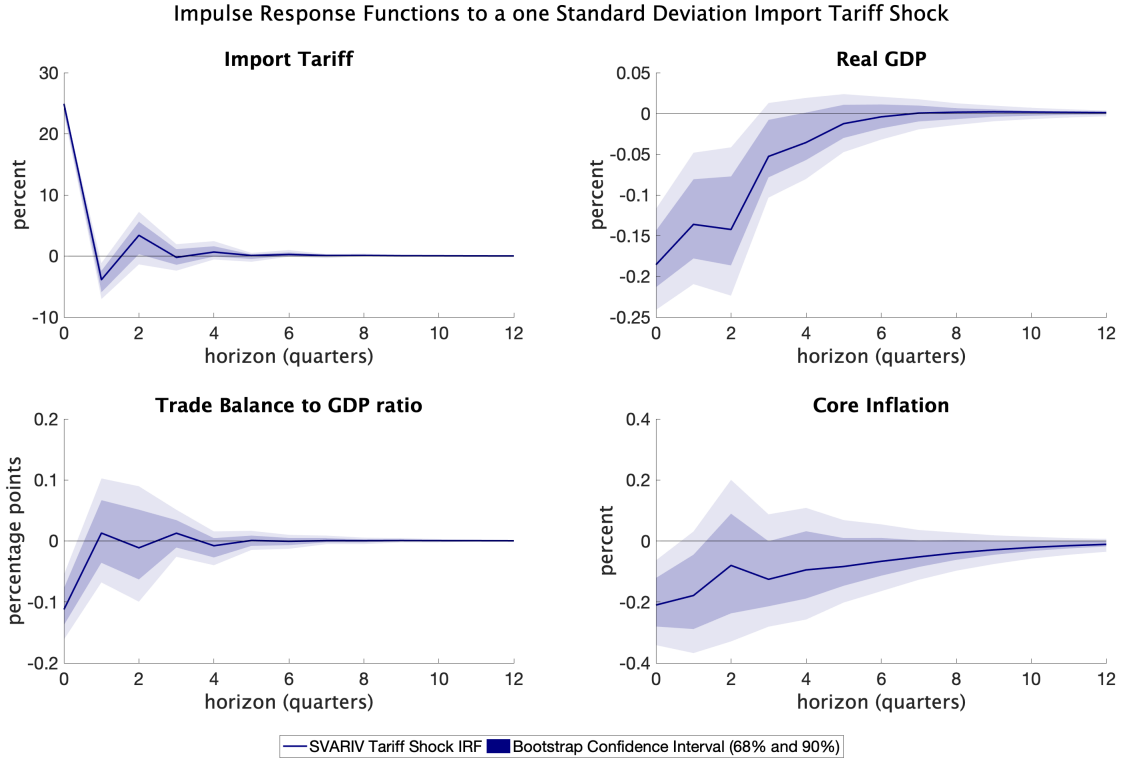 Impulse Response Functions to a one Standard Deviation Import Tariff Shock
Import Tariff
percent
30
20
10
0
-10
0 2 4 6 8 10 12
horizon (quarters)
Real GDP
percent
0.05
0
-0.05
-0.1
-0.15
-0.2
-0.25
0 2 4 6 8 10 12
horizon (quarters)
Trade Balance to GDP ratio
percentage points
0.2
0.1
0
-0.1
-0.2
0 2 4 6 8 10 12
horizon (quarters)
Core Inflation
percent
0.4
0.2
0
-0.2
-0.4
0 2 4 6 8 10 12
horizon (quarters)
SVARIV Tariff Shock IRF Bootstrap Confidence Interval (68% and 90%)